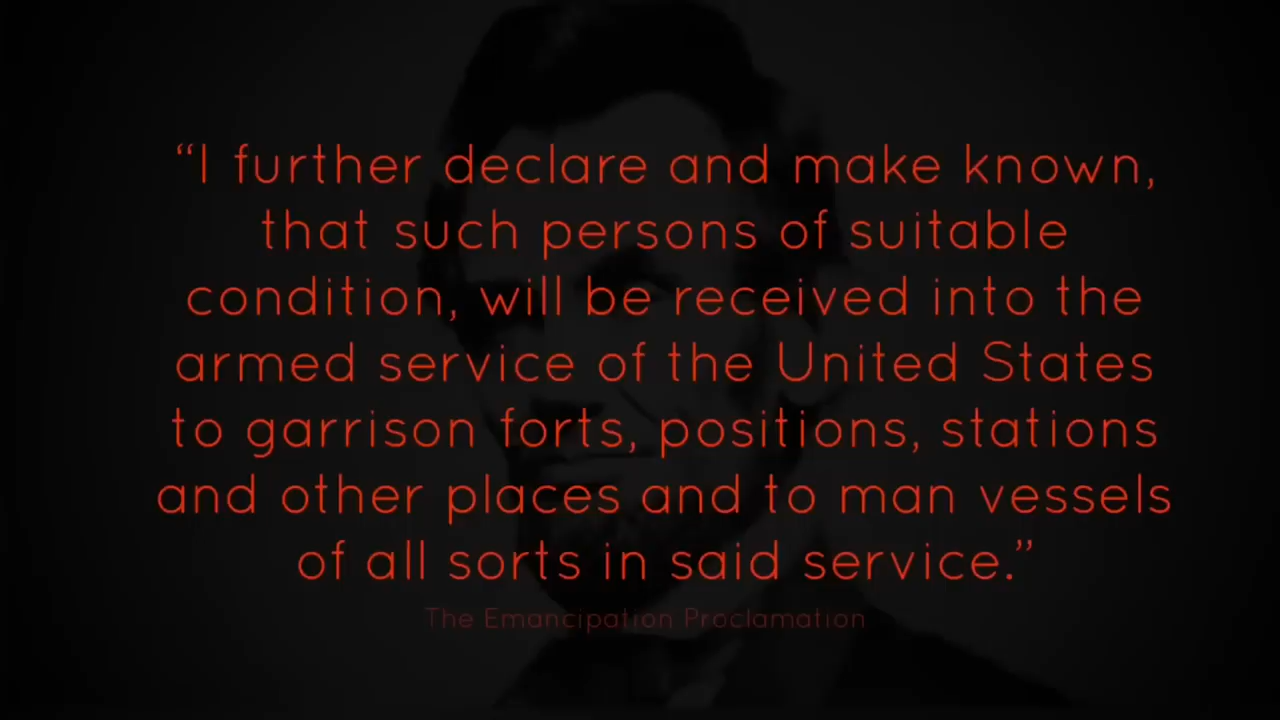 “I further declare and make known,
that such persons of suitable
condition, will be received into the
armed service of the United States
to garrison forts, positions, stations
and other places and to man vessels
of all sorts in said service.”
The Emancipation Proclamation